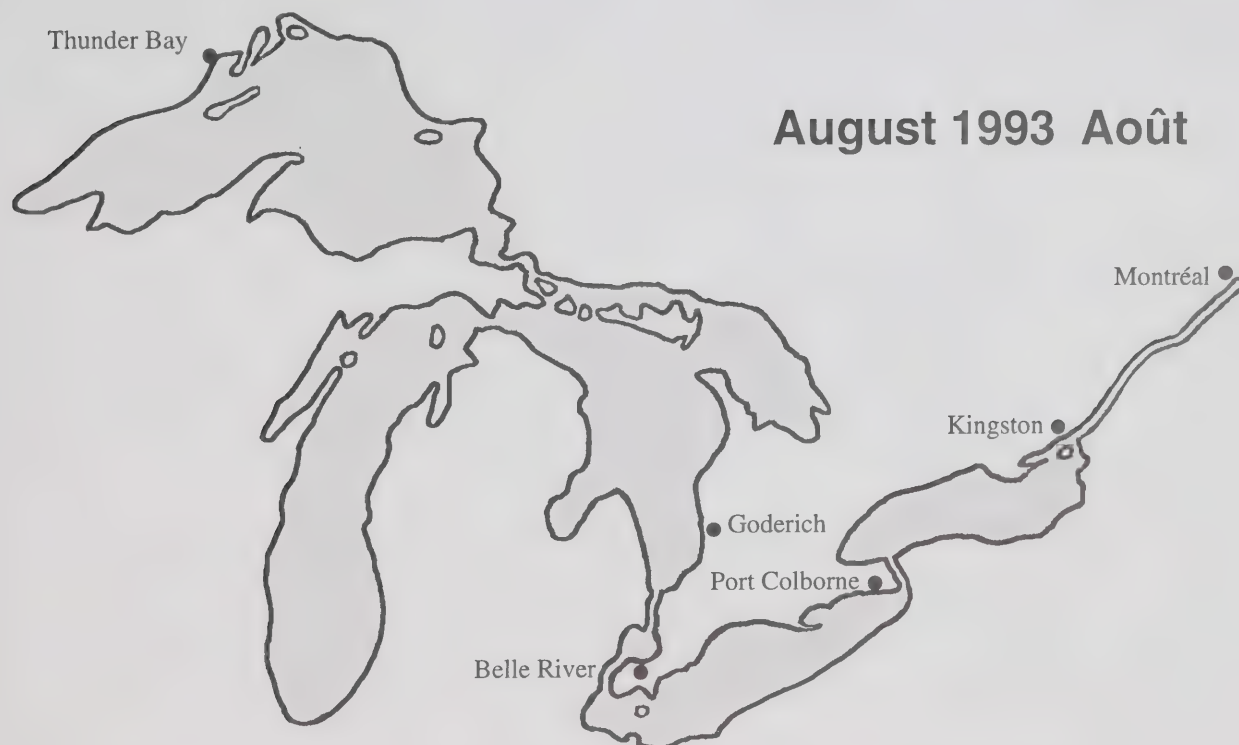 Thunder Bay
August 1993 Août
Montréal
Kingston
Goderich
Port Colborne
Belle River